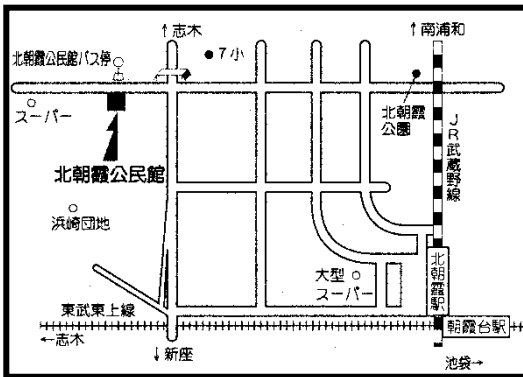 ↑志木
↑南浦和
北朝霞公民館バス停
7小
スーパー
北朝霞
公園
JR武蔵野線
北朝霞公民館
浜崎団地
大型
スーパー
北朝霞駅
東武東上線
朝霞台駅
←志木
↓新座
池袋→